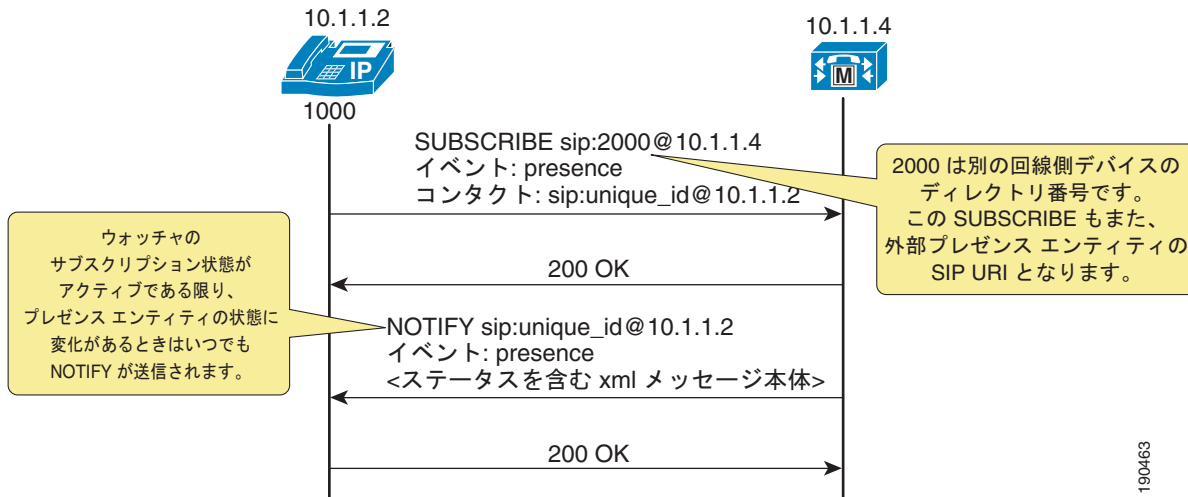 10.1.1.2
10.1.1.4
IP
M
1000
SUBSCRIBE sip:2000@10.1.1.4
イベント: presence
コンタクト: sip:unique_id@10.1.1.2
2000 は別の回線側デバイスの
ディレクトリ番号です。
この SUBSCRIBE もまた、
外部プレゼンス エンティティの
SIP URI となります。
200 OK
ウォッチャの
サブスクリプション状態が
アクティブである限り、
プレゼンス エンティティの状態に
変化があるときはいつでも
NOTIFY が送信されます。
NOTIFY sip:unique_id@10.1.1.2
イベント: presence
<ステータスを含む xml メッセージ本体>
200 OK
190463